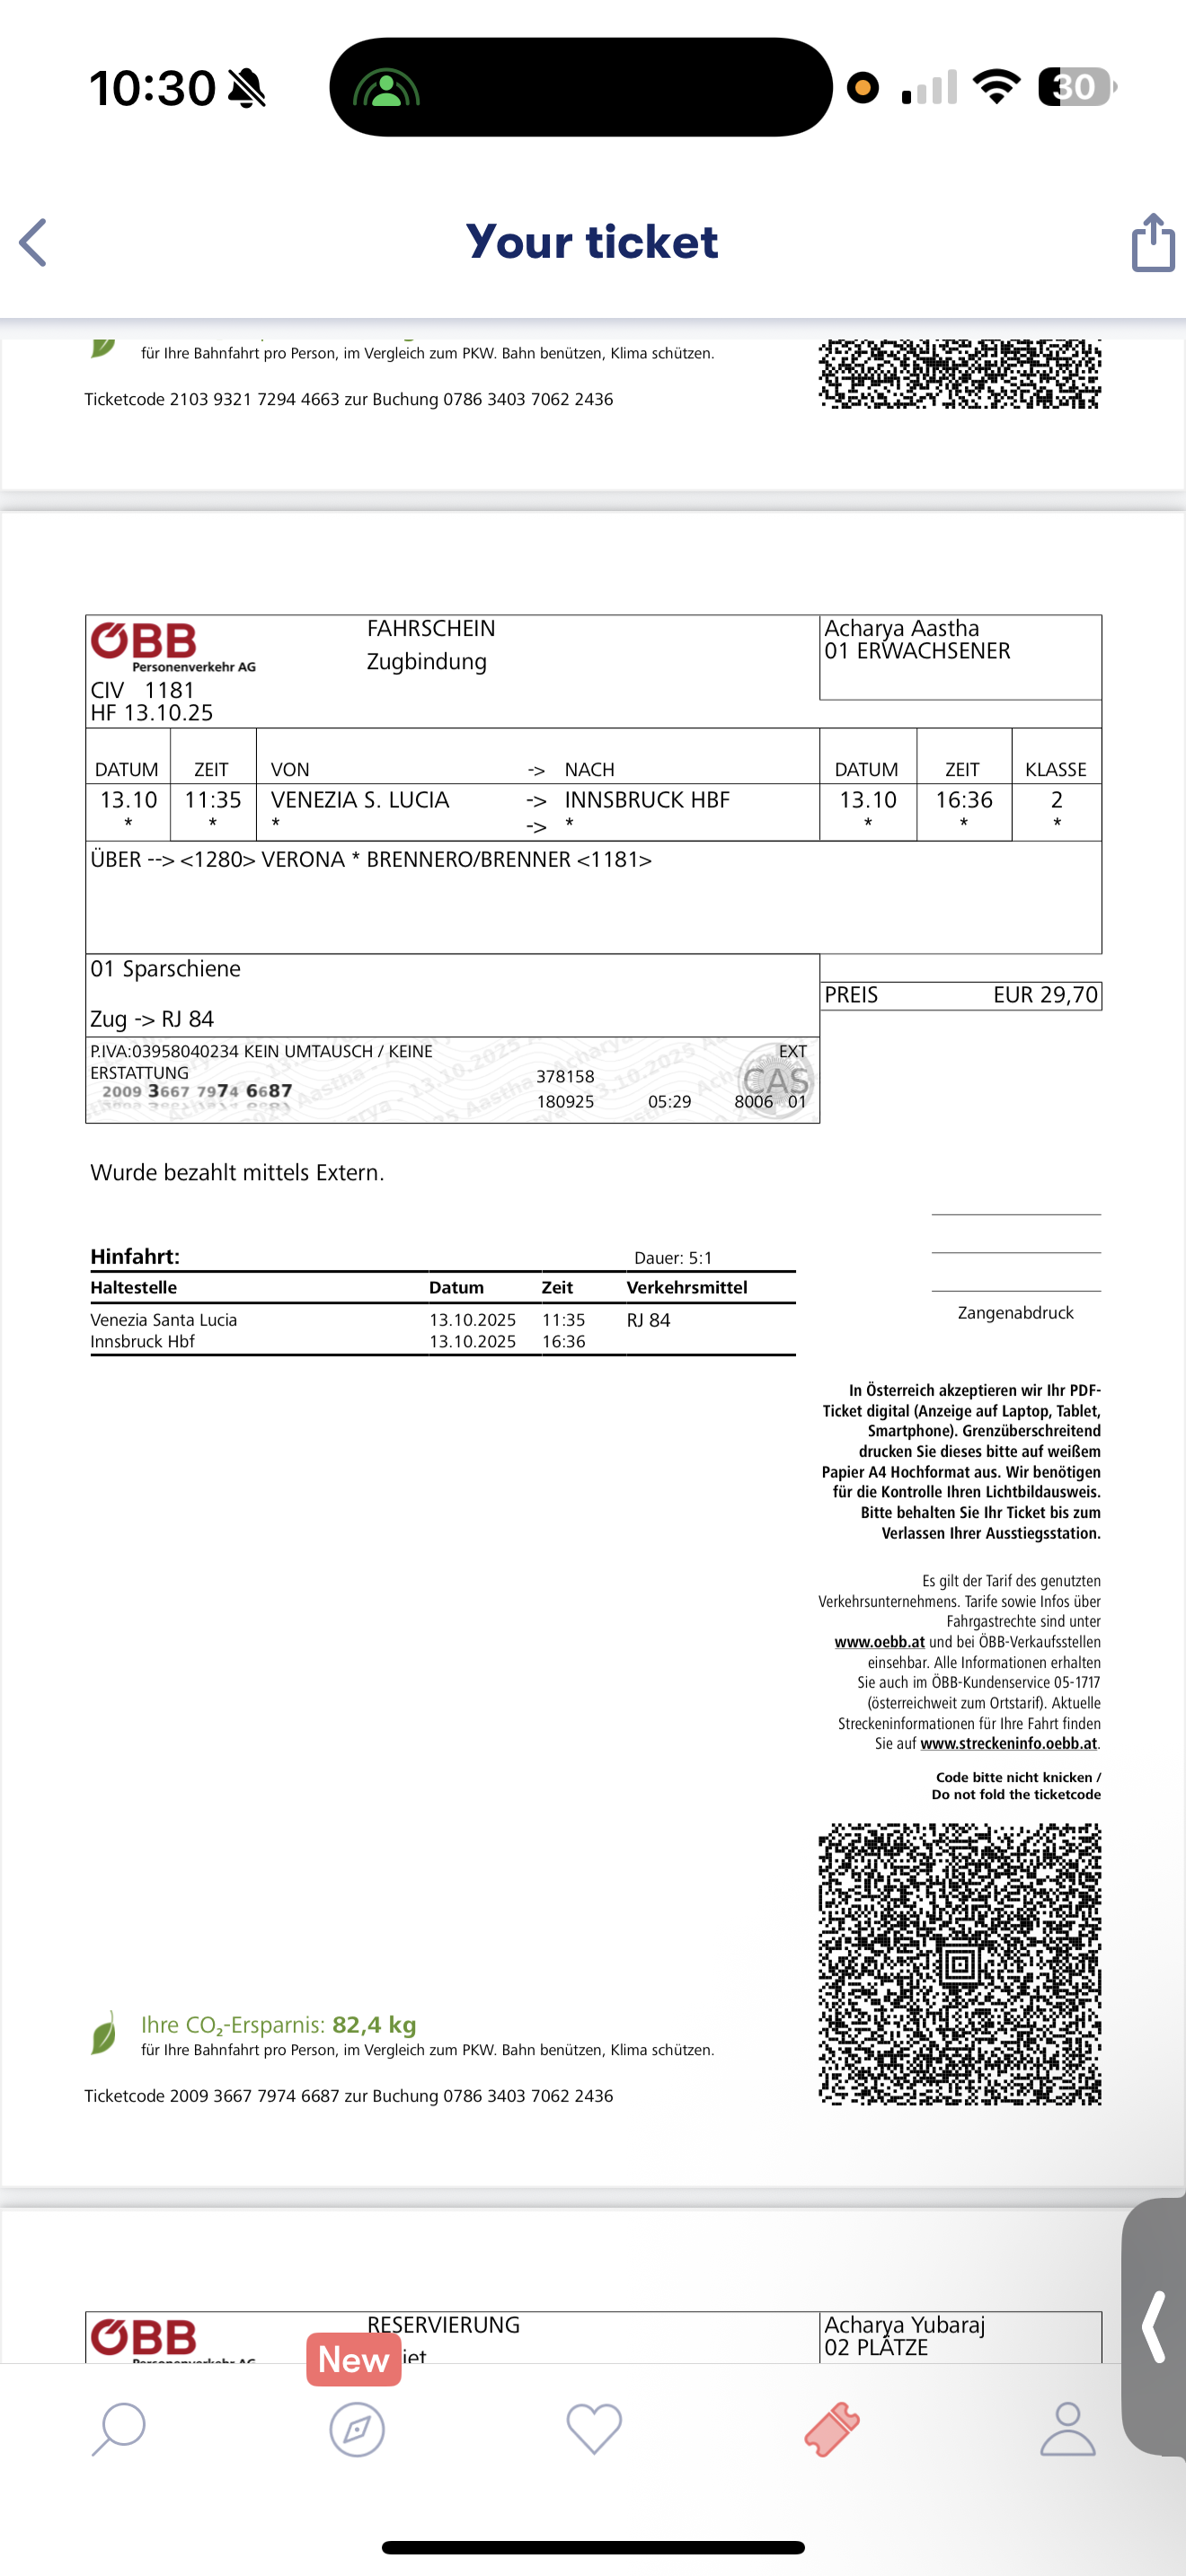 10:30
30
Your ticket
für Ihre Bahnfahrt pro Person, im Vergleich zum PKW. Bahn benützen, Klima schützen.
Ticketcode 2103 9321 7294 4663 zur Buchung 0786 3403 7062 2436
ÖBB
Personenverkehr AG
CIV 1181
HF 13.10.25
FAHRSCHEIN
Zugbindung
Acharya Aastha
01 ERWACHSENER
DATUM ZEIT VON -> NACH DATUM ZEIT KLASSE
13.10 11:35 VENEZIA S. LUCIA -> INNSBRUCK HBF 13.10 16:36 2
* * * -> * * * *
ÜBER --> <1280> VERONA * BRENNERO/BRENNER <1181>
01 Sparschiene
Zug -> RJ 84
PREIS EUR 29,70
P.IVA:03958040234 KEIN UMTAUSCH / KEINE
ERSTATTUNG
2009 3667 7974 6687
EXT
378158
CAS
180925 05:29 8006 01
Wurde bezahlt mittels Extern.
Hinfahrt: Dauer: 5:1
Haltestelle Datum Zeit Verkehrsmittel
Venezia Santa Lucia 13.10.2025 11:35 RJ 84
Innsbruck Hbf 13.10.2025 16:36
Zangenabdruck
In Österreich akzeptieren wir Ihr PDF-
Ticket digital (Anzeige auf Laptop, Tablet,
Smartphone). Grenzüberschreitend
drucken Sie dieses bitte auf weißem
Papier A4 Hochformat aus. Wir benötigen
für die Kontrolle Ihren Lichtbildausweis.
Bitte behalten Sie Ihr Ticket bis zum
Verlassen Ihrer Ausstiegsstation.
Es gilt der Tarif des genutzten
Verkehrsunternehmens. Tarife sowie Infos über
Fahrgastrechte sind unter
www.oebb.at und bei ÖBB-Verkaufsstellen
einsehbar. Alle Informationen erhalten
Sie auch im ÖBB-Kundenservice 05-1717
(österreichweit zum Ortstarif). Aktuelle
Streckeninformationen für Ihre Fahrt finden
Sie auf www.streckeninfo.oebb.at.
Code bitte nicht knicken /
Do not fold the ticketcode
Ihre CO₂-Ersparnis: 82,4 kg
für Ihre Bahnfahrt pro Person, im Vergleich zum PKW. Bahn benützen, Klima schützen.
Ticketcode 2009 3667 7974 6687 zur Buchung 0786 3403 7062 2436
ÖBB
RESERVIERUNG
Acharya Yubaraj
02 PLÄTZE
New